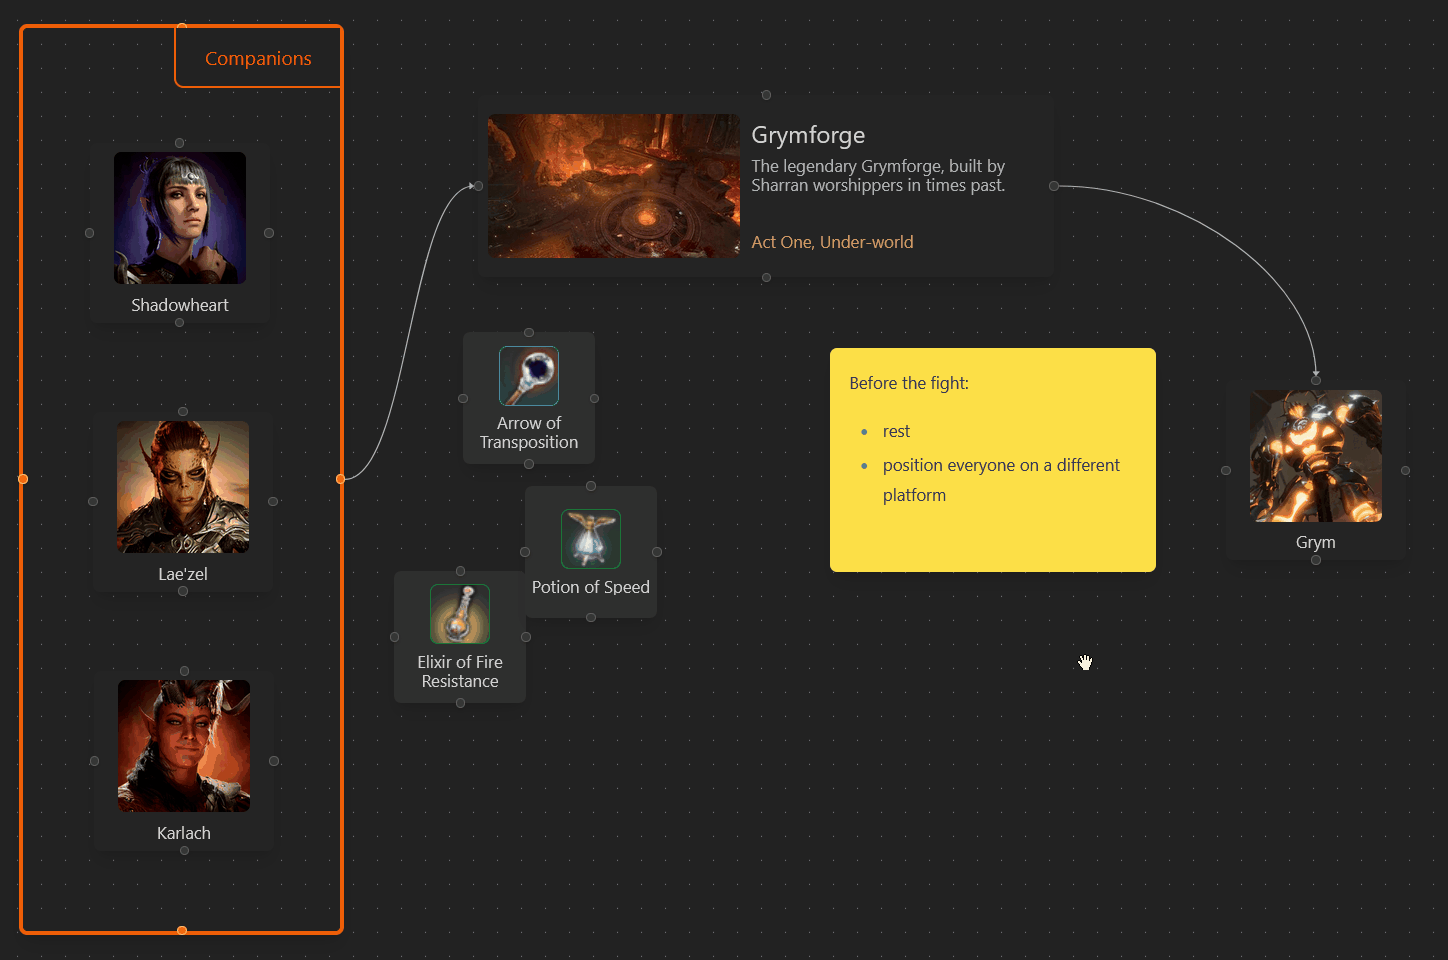 Companions
Shadowheart
Lae'zel
Karlach
Grymforge
The legendary Grymforge, built by
Sharran worshippers in times past.
Act One, Under-world
Arrow of
Transposition
Potion of Speed
Elixir of Fire
Resistance
Before the fight:
• rest
• position everyone on a different
platform
Grym